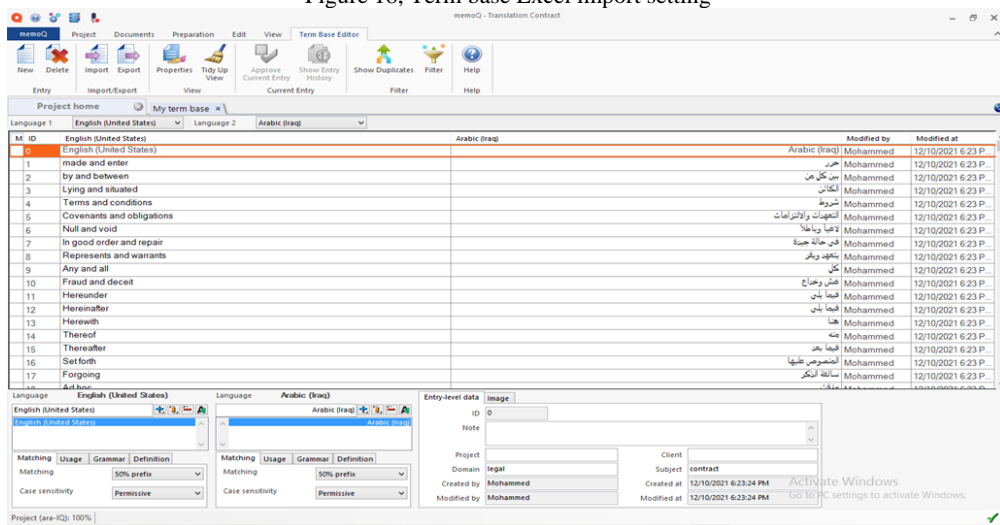 Figure 18, Term base Excel import setting
memoQ - Translation Contract
memoQ Project Documents Preparation Edit View Term Base Editor
New Delete Import Export Properties Tidy Up View Approve Current Entry Show Entry History Show Duplicates Filter Help
Entry Import/Export View Current Entry Filter Help
Project home My term base
Language 1 English (United States) Language 2 Arabic (Iraq)
M ID English (United States) Arabic (Iraq) Modified by Modified at
0 English (United States) Arabic (Iraq) Mohammed 12/10/2021 6:23 P...
1 made and enter حرر Mohammed 12/10/2021 6:23 P...
2 by and between بين كل من Mohammed 12/10/2021 6:23 P...
3 Lying and situated الكائن Mohammed 12/10/2021 6:23 P...
4 Terms and conditions شروط Mohammed 12/10/2021 6:23 P...
5 Covenants and obligations التعهدات والالتزامات Mohammed 12/10/2021 6:23 P...
6 Null and void لاغيا وباطلاً Mohammed 12/10/2021 6:23 P...
7 In good order and repair في حالة جيدة Mohammed 12/10/2021 6:23 P...
8 Represents and warrants يتعهد ويقر Mohammed 12/10/2021 6:23 P...
9 Any and all كل Mohammed 12/10/2021 6:23 P...
10 Fraud and deceit غش وخداع Mohammed 12/10/2021 6:23 P...
11 Hereunder فيما يلي Mohammed 12/10/2021 6:23 P...
12 Hereinafter فيما يلي Mohammed 12/10/2021 6:23 P...
13 Herewith هنا Mohammed 12/10/2021 6:23 P...
14 Thereof منه Mohammed 12/10/2021 6:23 P...
15 Thereafter فيما بعد Mohammed 12/10/2021 6:23 P...
16 Set forth المنصوص عليها Mohammed 12/10/2021 6:23 P...
17 Forgoing سالفة الذكر Mohammed 12/10/2021 6:23 P...
Ad hoc
Language English (United States) Language Arabic (Iraq) Entry-level data Image
English (United States) Arabic (Iraq) ID 0
English (United States) Arabic (Iraq) Note
Matching Usage Grammar Definition Matching Usage Grammar Definition Project Client
Matching 50% prefix Matching 50% prefix Domain legal Subject contract
Case sensitivity Permissive Case sensitivity Permissive Created by Mohammed Created at 12/10/2021 6:23:24 PM
Modified by Mohammed Modified at 12/10/2021 6:23:24 PM
Activate Windows
Go to PC settings to activate Windows.
Project (ara-IQ): 100%